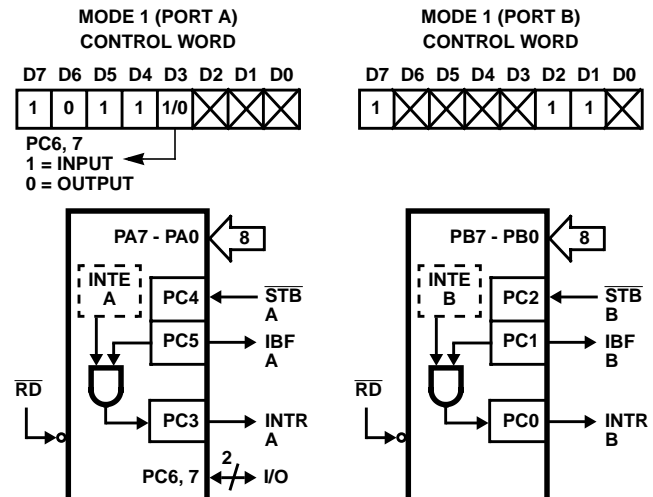 MODE 1 (PORT A)
CONTROL WORD
D7 D6 D5 D4 D3 D2 D1 D0
1 0 1 1 1/0
PC6, 7
1 = INPUT
0 = OUTPUT
PA7 - PA0
8
INTE
A
PC4
STB
A
PC5
IBF
A
RD
PC3
INTR
A
PC6, 7
2
I/O
MODE 1 (PORT B)
CONTROL WORD
D7 D6 D5 D4 D3 D2 D1 D0
1 1 1
PB7 - PB0
8
INTE
B
PC2
STB
B
PC1
IBF
B
RD
PC0
INTR
B